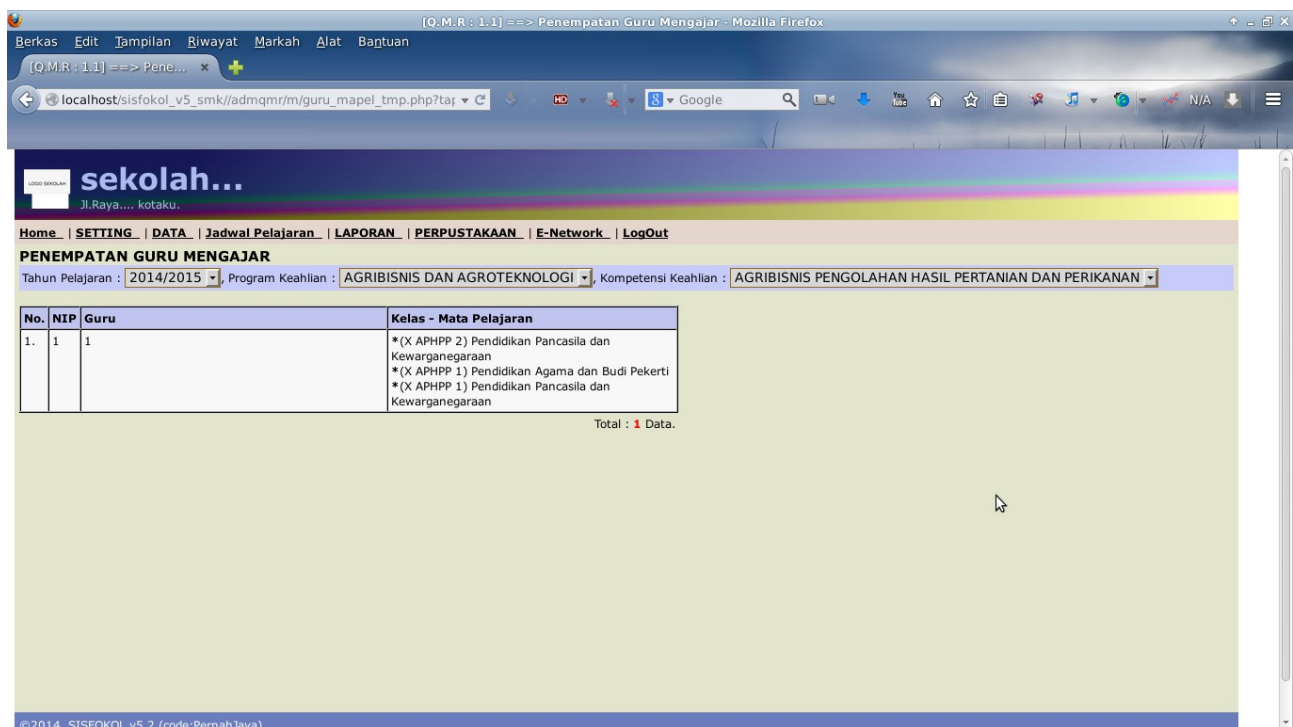 [Q.M.R : 1.1] ==> Penempatan Guru Mengajar - Mozilla Firefox
Berkas Edit Tampilan Riwayat Markah Alat Bantuan
[Q.M.R : 1.1] ==> Pene...
localhost/sisfokol_v5_smk//admqmr/m/guru_mapel_tmp.php?tap
HD
8 Google
You Tube
N/A
LOGO SEKOLAH
sekolah...
Jl.Raya.... kotaku.
Home | SETTING | DATA | Jadwal Pelajaran | LAPORAN | PERPUSTAKAAN | E-Network | LogOut
PENEMPATAN GURU MENGAJAR
Tahun Pelajaran : 2014/2015 , Program Keahlian : AGRIBISNIS DAN AGROTEKNOLOGI , Kompetensi Keahlian : AGRIBISNIS PENGOLAHAN HASIL PERTANIAN DAN PERIKANAN
No. NIP Guru Kelas - Mata Pelajaran
1. 1 1 *(X APHPP 2) Pendidikan Pancasila dan
Kewarganegaraan
*(X APHPP 1) Pendidikan Agama dan Budi Pekerti
*(X APHPP 1) Pendidikan Pancasila dan
Kewarganegaraan
Total : 1 Data.
©2014. SISFOKOL v5.2 (code:PernahJaya)